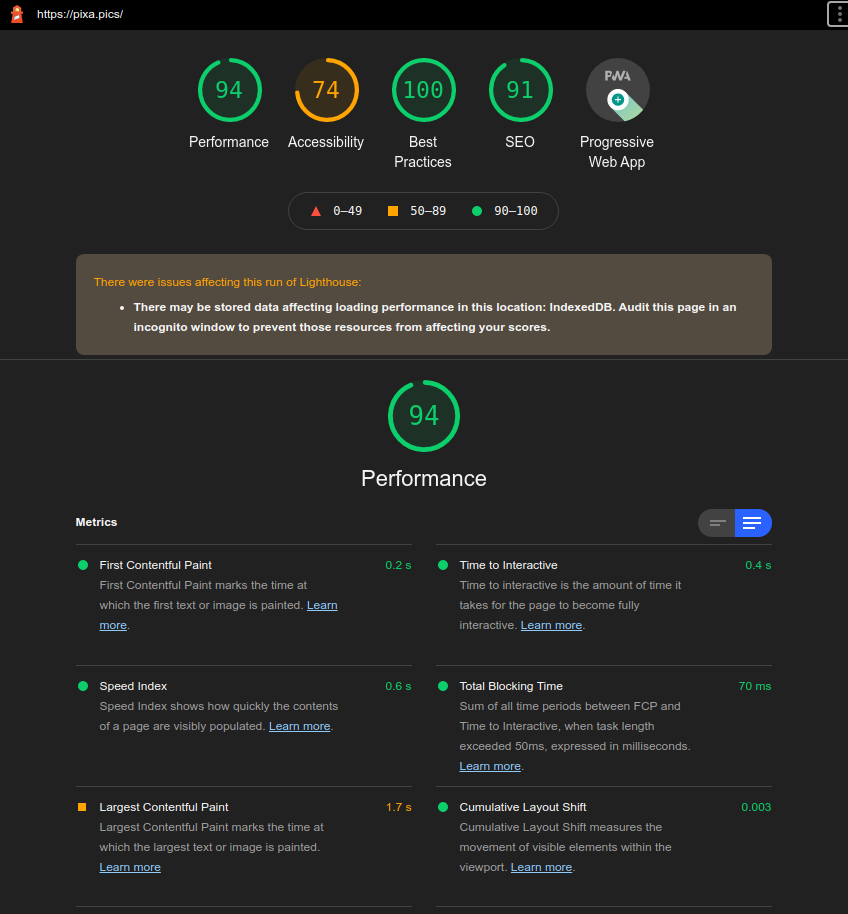 https://pixa.pics/
94
74
100
91
PWA
Performance
Accessibility
Best
Practices
SEO
Progressive
Web App
0–49
50–89
90–100
There were issues affecting this run of Lighthouse:
• There may be stored data affecting loading performance in this location: IndexedDB. Audit this page in an
incognito window to prevent those resources from affecting your scores.
94
Performance
Metrics
First Contentful Paint 0.2 s
First Contentful Paint marks the time at
which the first text or image is painted. Learn
more.
Time to Interactive 0.4 s
Time to interactive is the amount of time it
takes for the page to become fully
interactive. Learn more.
Speed Index 0.6 s
Speed Index shows how quickly the contents
of a page are visibly populated. Learn more.
Total Blocking Time 70 ms
Sum of all time periods between FCP and
Time to Interactive, when task length
exceeded 50ms, expressed in milliseconds.
Learn more.
Largest Contentful Paint 1.7 s
Largest Contentful Paint marks the time at
which the largest text or image is painted.
Learn more
Cumulative Layout Shift 0.003
Cumulative Layout Shift measures the
movement of visible elements within the
viewport. Learn more.